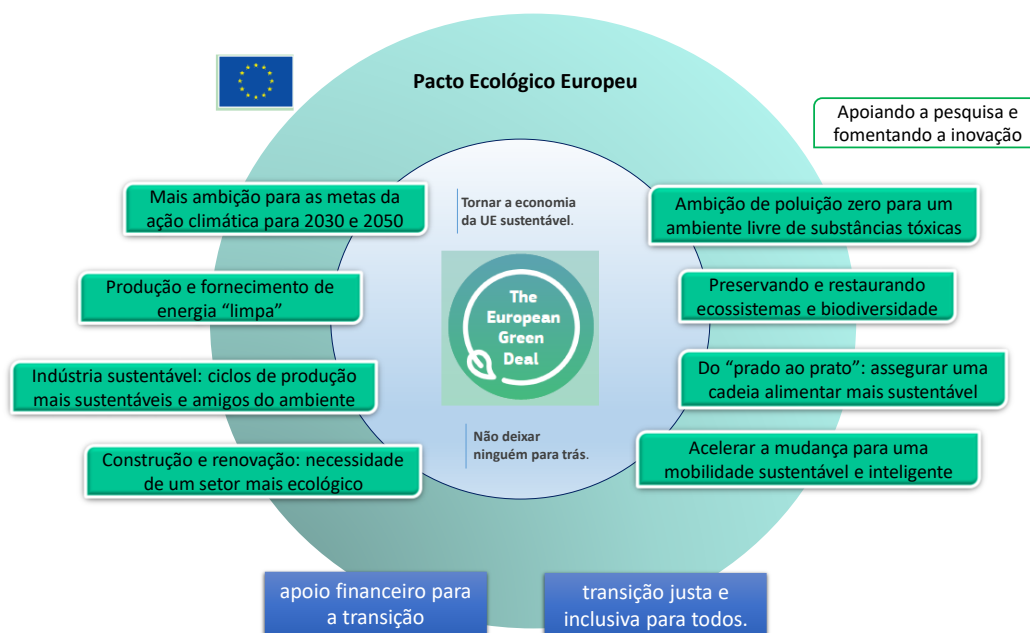 Pacto Ecológico Europeu
Apoiando a pesquisa e
fomentando a inovação
Mais ambição para as metas da
ação climática para 2030 e 2050
Tornar a economia
da UE sustentável.
Ambição de poluição zero para um
ambiente livre de substâncias tóxicas
Produção e fornecimento de
energia “limpa”
The
European
Green
Deal
Preservando e restaurando
ecossistemas e biodiversidade
Indústria sustentável: ciclos de produção
mais sustentáveis e amigos do ambiente
Do “prado ao prato”: assegurar uma
cadeia alimentar mais sustentável
Não deixar
ninguém para trás.
Construção e renovação: necessidade
de um setor mais ecológico
Acelerar a mudança para uma
mobilidade sustentável e inteligente
apoio financeiro para
a transição
transição justa e
inclusiva para todos.